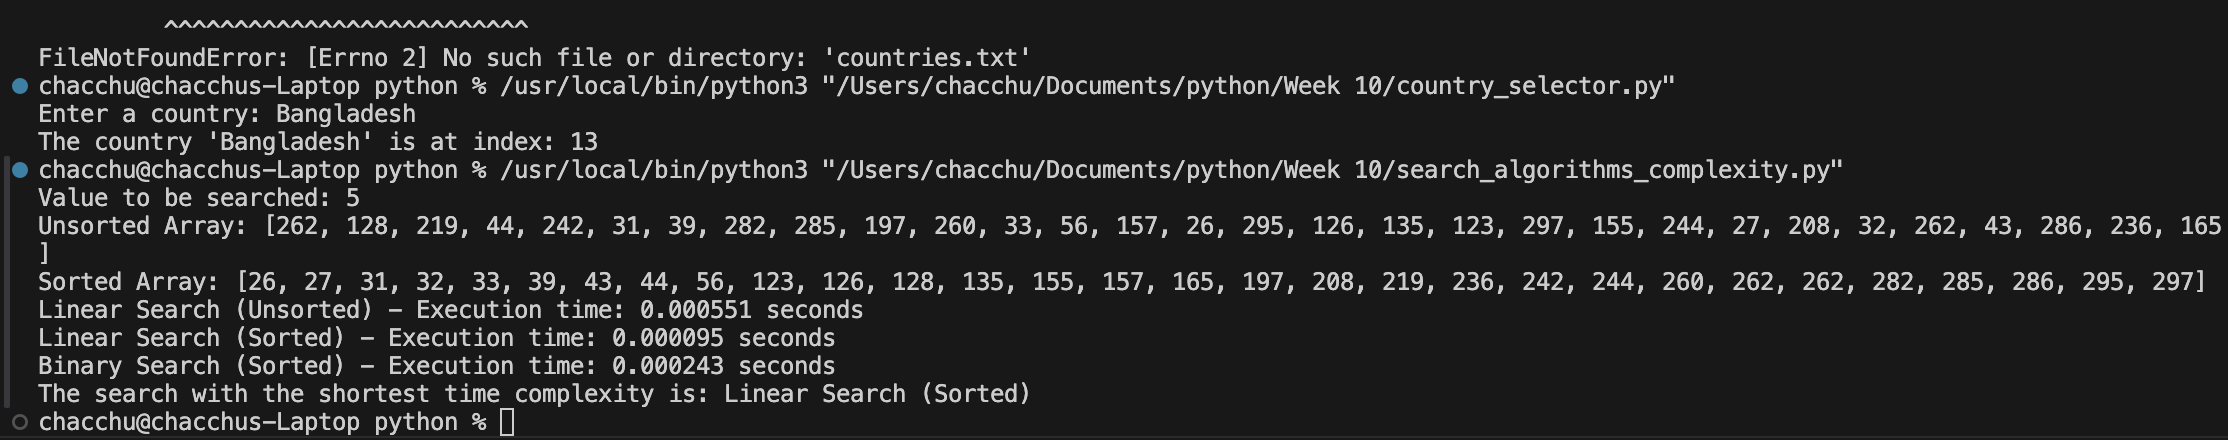 ^^^^^^^^^^^^^^^^^^^^^^^^^^
FileNotFoundError: [Errno 2] No such file or directory: 'countries.txt'
chacchu@chacchus-Laptop python % /usr/local/bin/python3 "/Users/chacchu/Documents/python/Week 10/country_selector.py"
Enter a country: Bangladesh
The country 'Bangladesh' is at index: 13
chacchu@chacchus-Laptop python % /usr/local/bin/python3 "/Users/chacchu/Documents/python/Week 10/search_algorithms_complexity.py"
Value to be searched: 5
Unsorted Array: [262, 128, 219, 44, 242, 31, 39, 282, 285, 197, 260, 33, 56, 157, 26, 295, 126, 135, 123, 297, 155, 244, 27, 208, 32, 262, 43, 286, 236, 165
]
Sorted Array: [26, 27, 31, 32, 33, 39, 43, 44, 56, 123, 126, 128, 135, 155, 157, 165, 197, 208, 219, 236, 242, 244, 260, 262, 262, 282, 285, 286, 295, 297]
Linear Search (Unsorted) - Execution time: 0.000551 seconds
Linear Search (Sorted) - Execution time: 0.000095 seconds
Binary Search (Sorted) - Execution time: 0.000243 seconds
The search with the shortest time complexity is: Linear Search (Sorted)
chacchu@chacchus-Laptop python %